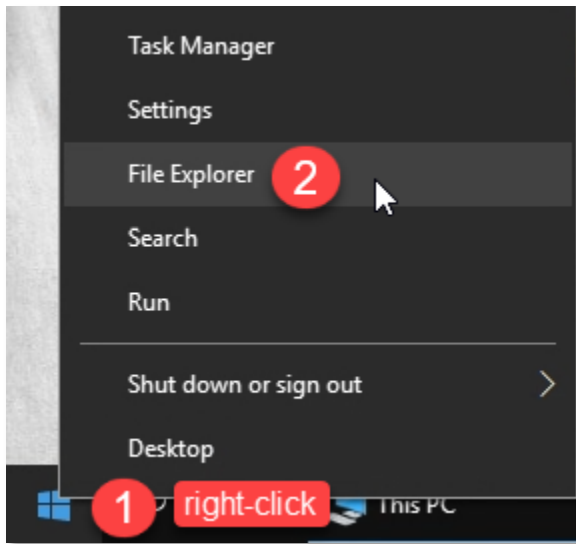 Task Manager
Settings
File Explorer 2
Search
Run
Shut down or sign out
Desktop
1 right-click This PC